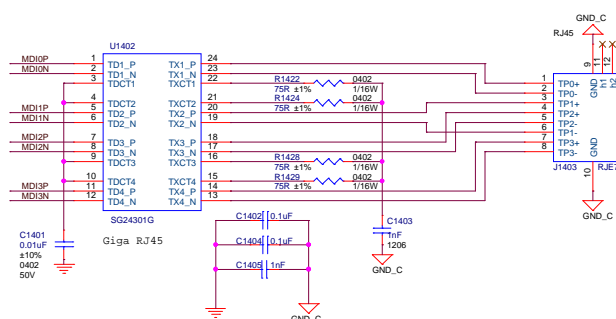 GND_C
RJ45
U1402
MDI0P 1 TD1_P TX1_P 24
MDI0N 2 TD1_N TX1_N 23
3 TDCT1 TXCT1 22
R1422 0402
75R ±1% 1/16W
4 TDCT2 TXCT2 21
R1424 0402
75R ±1% 1/16W
MDI1P 5 TD2_P TX2_P 20
MDI1N 6 TD2_N TX2_N 19
MDI2P 7 TD3_P TX3_P 18
MDI2N 8 TD3_N TX3_N 17
9 TDCT3 TXCT3 16
R1428 0402
75R ±1% 1/16W
10 TDCT4 TXCT4 15
R1429 0402
75R ±1% 1/16W
MDI3P 11 TD4_P TX4_P 14
MDI3N 12 TD4_N TX4_N 13
SG24301G
Giga RJ45
9 11 12
GND h1 h2
1 TP0+
2 TP0-
3 TP1+
4 TP2+
5 TP2-
6 TP1-
7 TP3+
8 TP3-
GND
10
J1403 RJE7
GND_C
C1401
0.01uF
±10%
0402
50V
C1402 0.1uF
C1404 0.1uF
C1405 1nF
GND_C
C1403
1nF
1206
GND_C